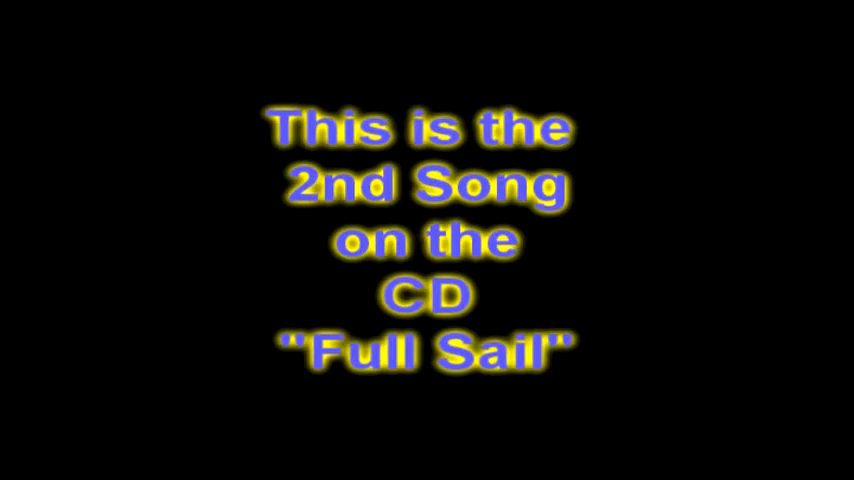 This is the
2nd Song
on the
CD
"Full Sail"